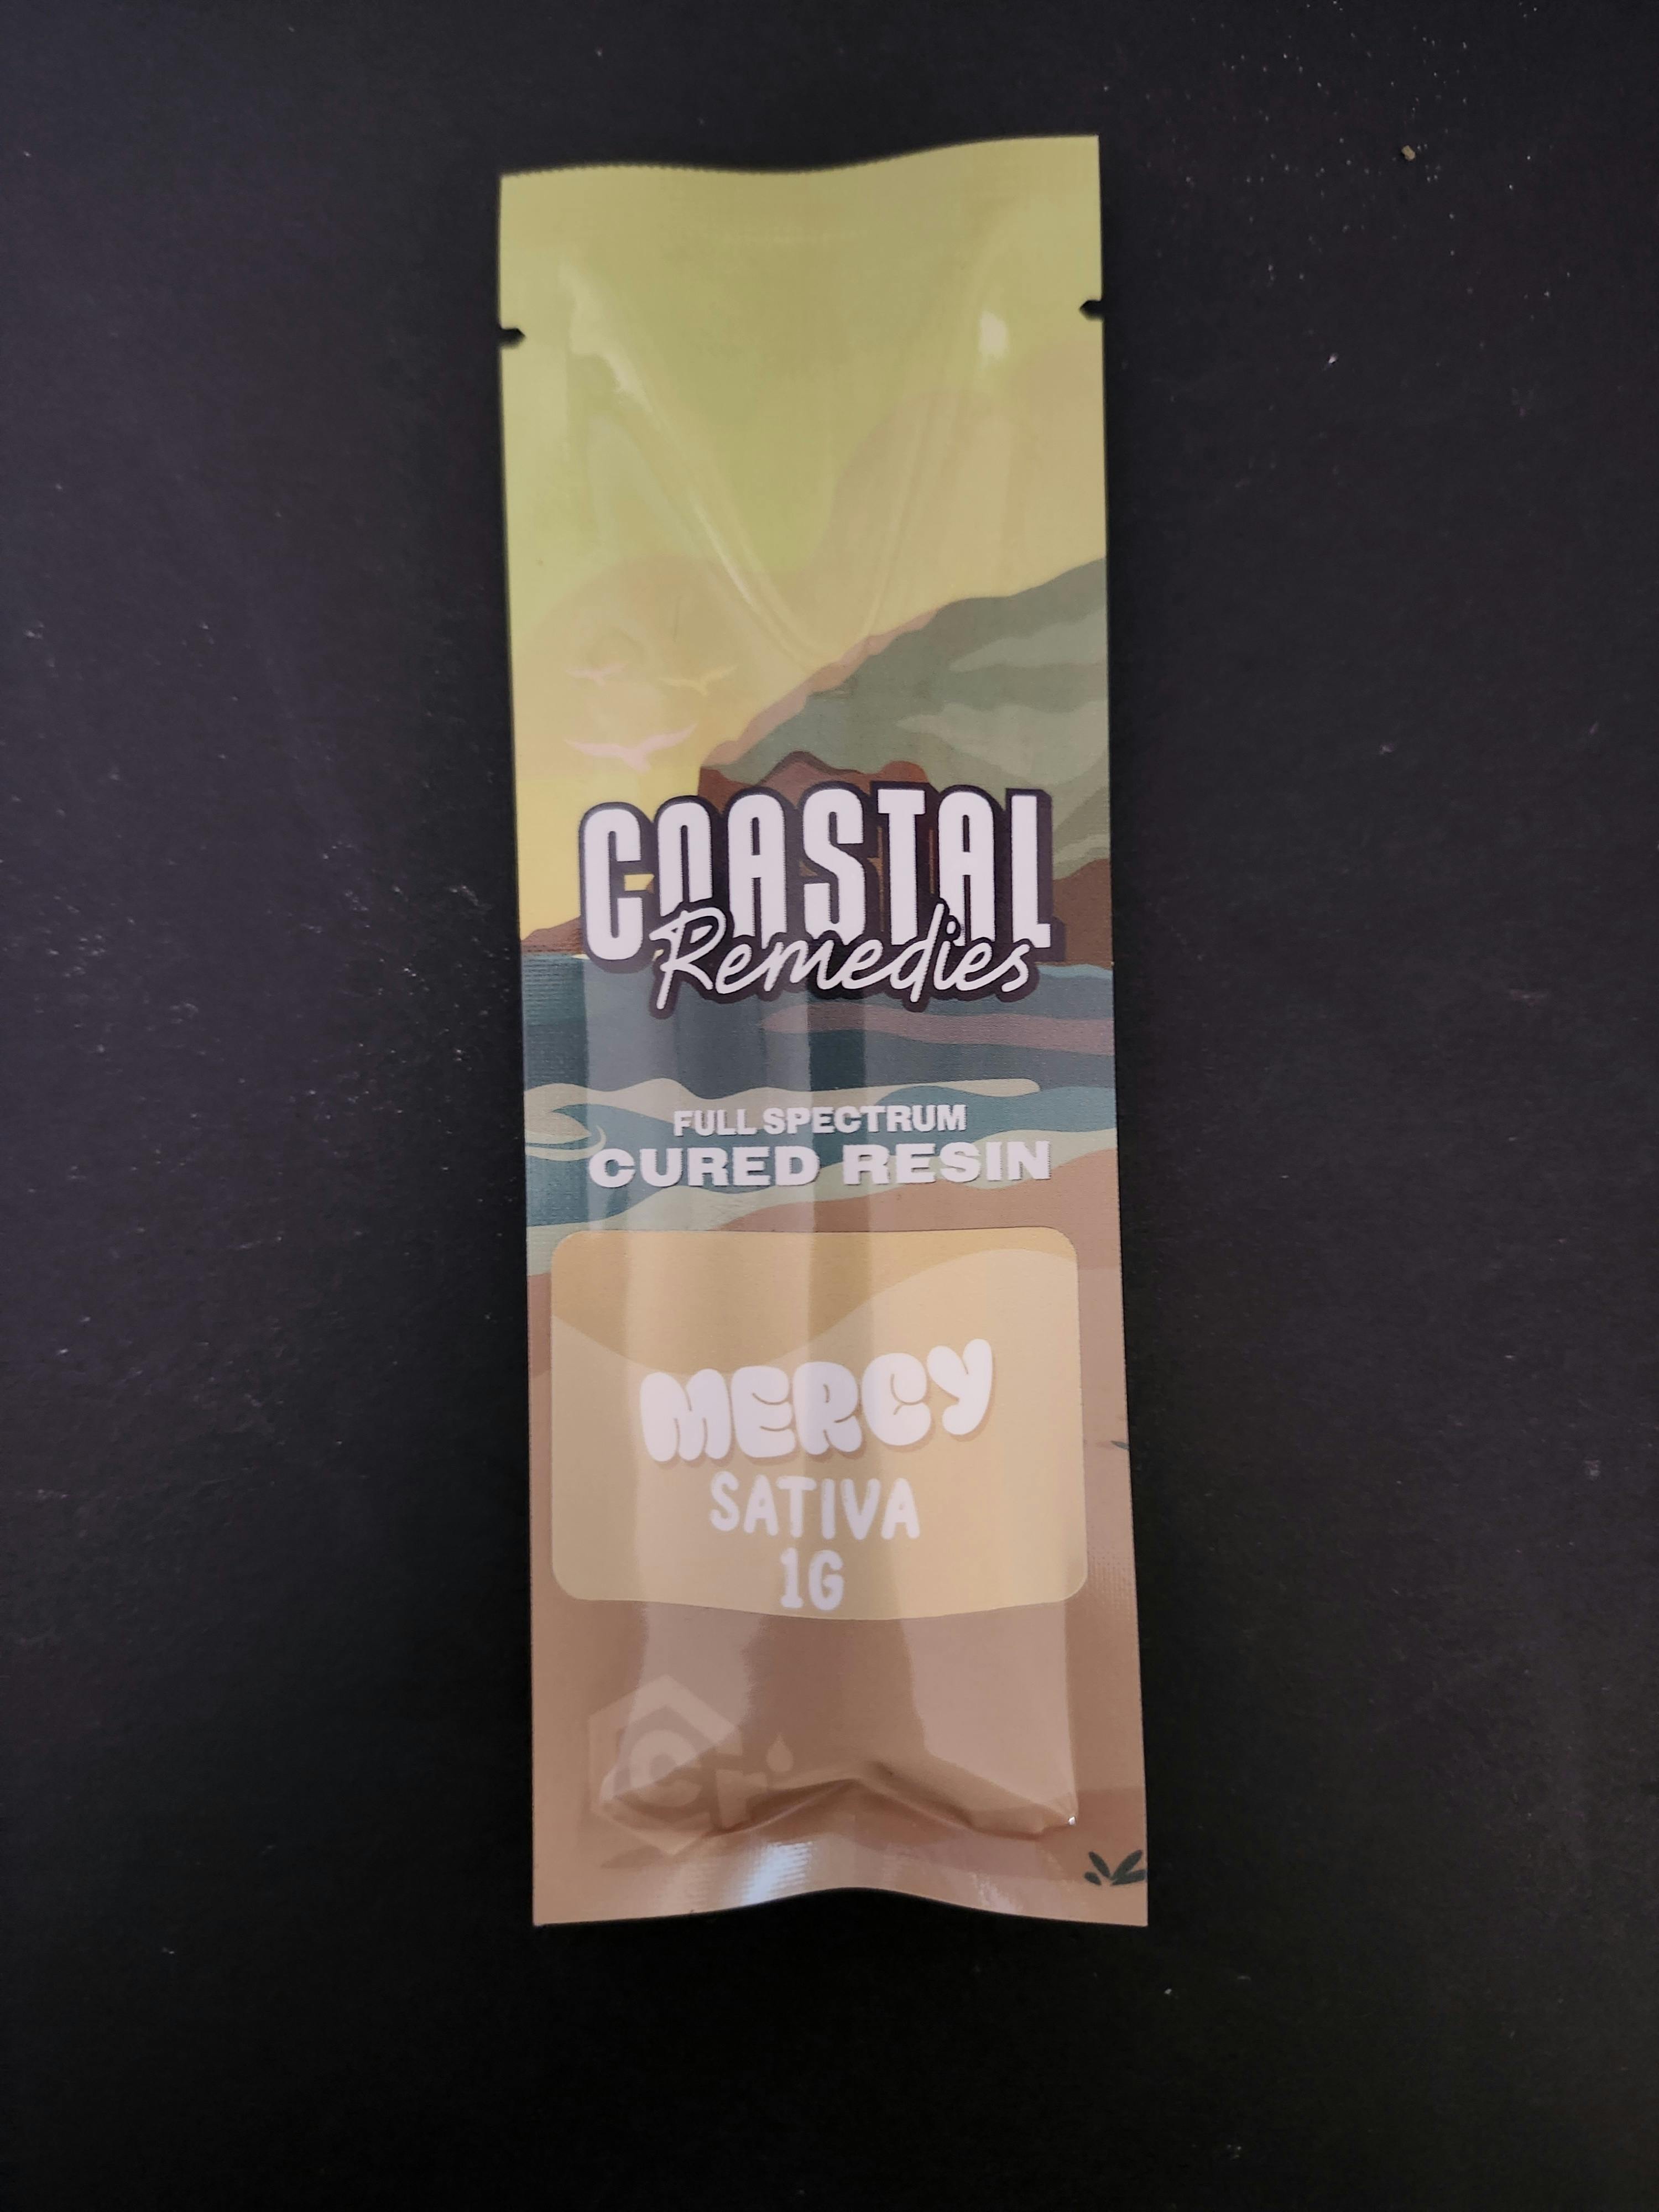 COASTAL
Remedies
FULL SPECTRUM
CURED RESIN
MERCY
SATIVA
1G